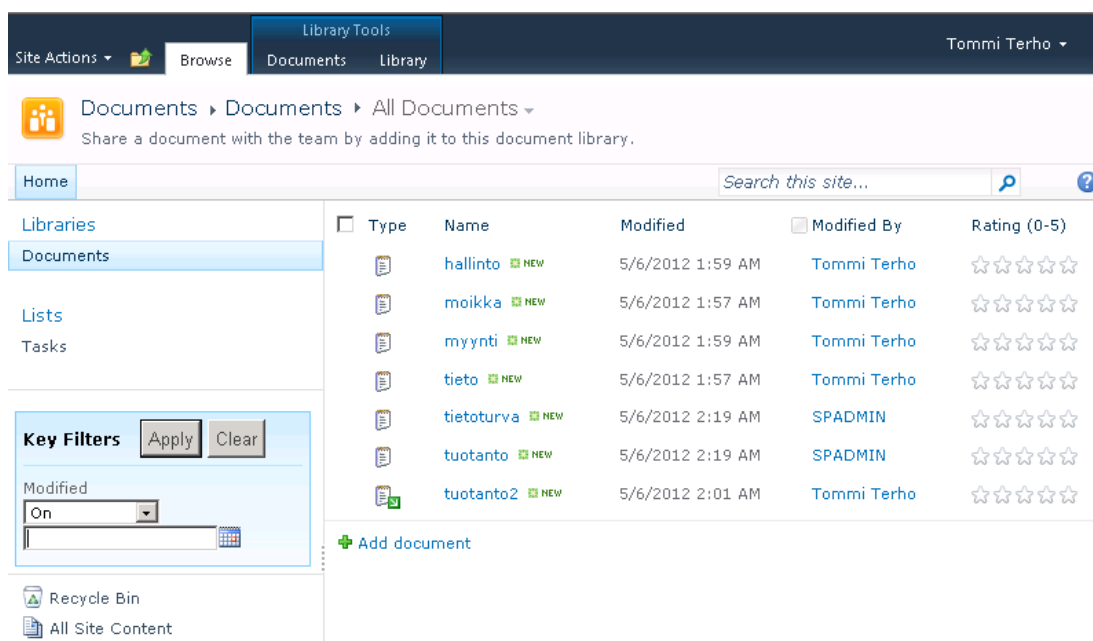 Library Tools
Site Actions Browse Documents Library Tommi Terho
Documents Documents All Documents
Share a document with the team by adding it to this document library.
Home Search this site... ?
Libraries
Documents
Lists
Tasks
Key Filters Apply Clear
Modified
On
Recycle Bin
All Site Content
Type Name Modified Modified By Rating (0-5)
hallinto NEW 5/6/2012 1:59 AM Tommi Terho
moikka NEW 5/6/2012 1:57 AM Tommi Terho
myynti NEW 5/6/2012 1:59 AM Tommi Terho
tieto NEW 5/6/2012 1:57 AM Tommi Terho
tietoturva NEW 5/6/2012 2:19 AM SPADMIN
tuotanto NEW 5/6/2012 2:19 AM SPADMIN
tuotanto2 NEW 5/6/2012 2:01 AM Tommi Terho
Add document